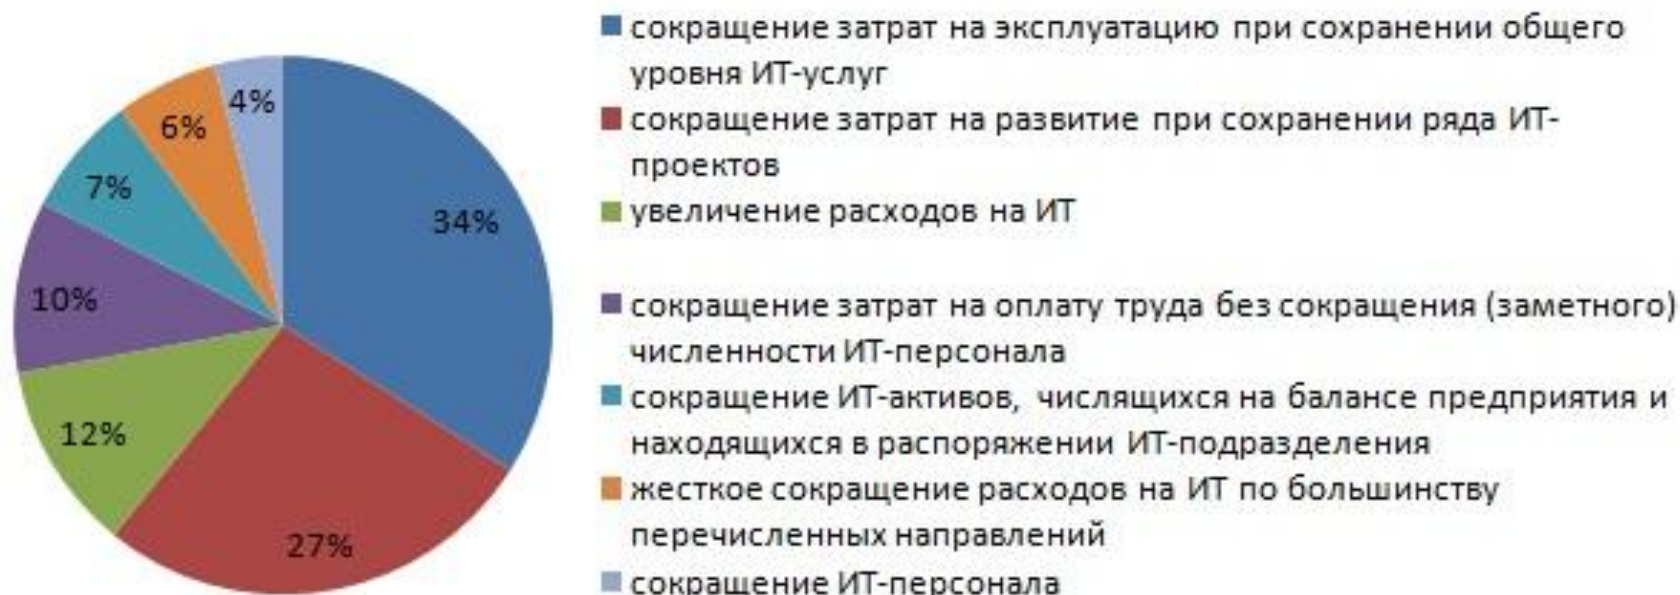 34%
27%
12%
10%
7%
6%
4%
сокращение затрат на эксплуатацию при сохранении общего
уровня ИТ-услуг
сокращение затрат на развитие при сохранении ряда ИТ-
проектов
увеличение расходов на ИТ
сокращение затрат на оплату труда без сокращения (заметного)
численности ИТ-персонала
сокращение ИТ-активов, числящихся на балансе предприятия и
находящихся в распоряжении ИТ-подразделения
жесткое сокращение расходов на ИТ по большинству
перечисленных направлений
сокращение ИТ-персонала